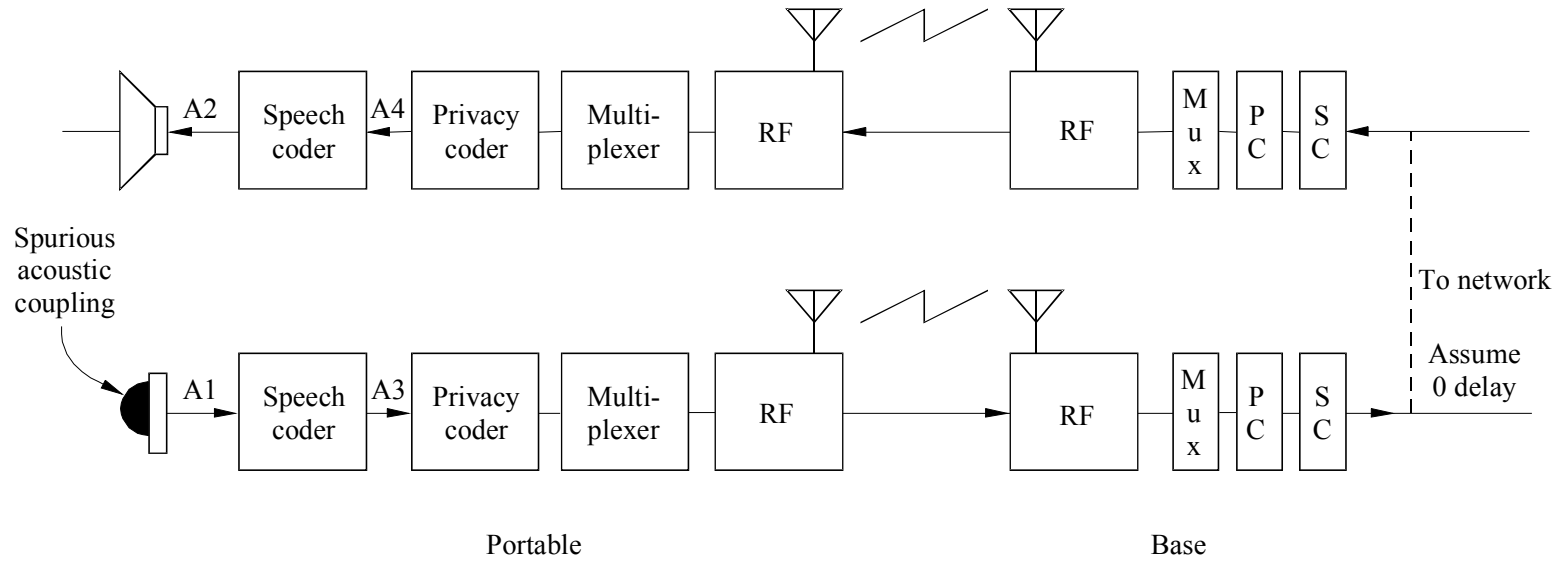 A2
Speech
coder
A4
Privacy
coder
Multi-
plexer
RF
RF
M
u
x
P
C
S
C
Spurious
acoustic
coupling
To network
A1
Speech
coder
A3
Privacy
coder
Multi-
plexer
RF
RF
M
u
x
P
C
S
C
Assume
0 delay
Portable
Base